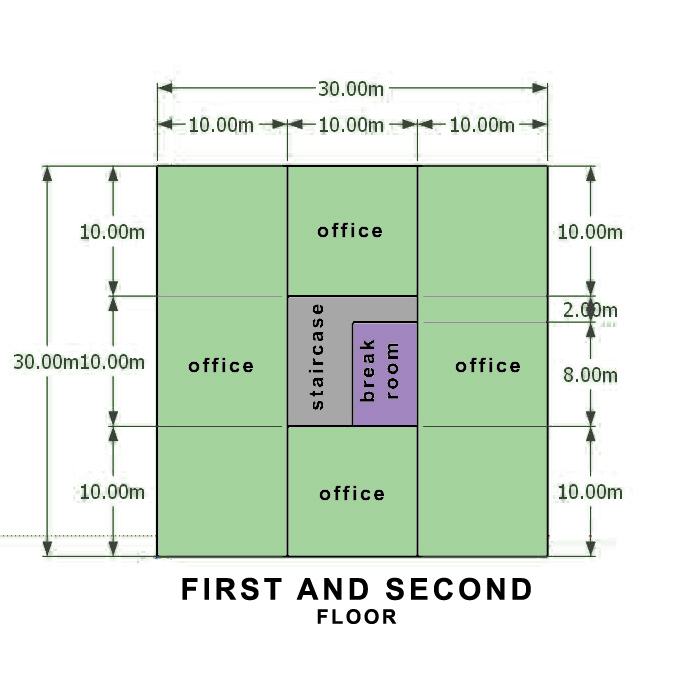 30.00m
10.00m 10.00m 10.00m
10.00m
office
10.00m
2.00m
30.00m
10.00m
office
staircase
break
room
office
8.00m
10.00m
office
10.00m
FIRST AND SECOND
FLOOR